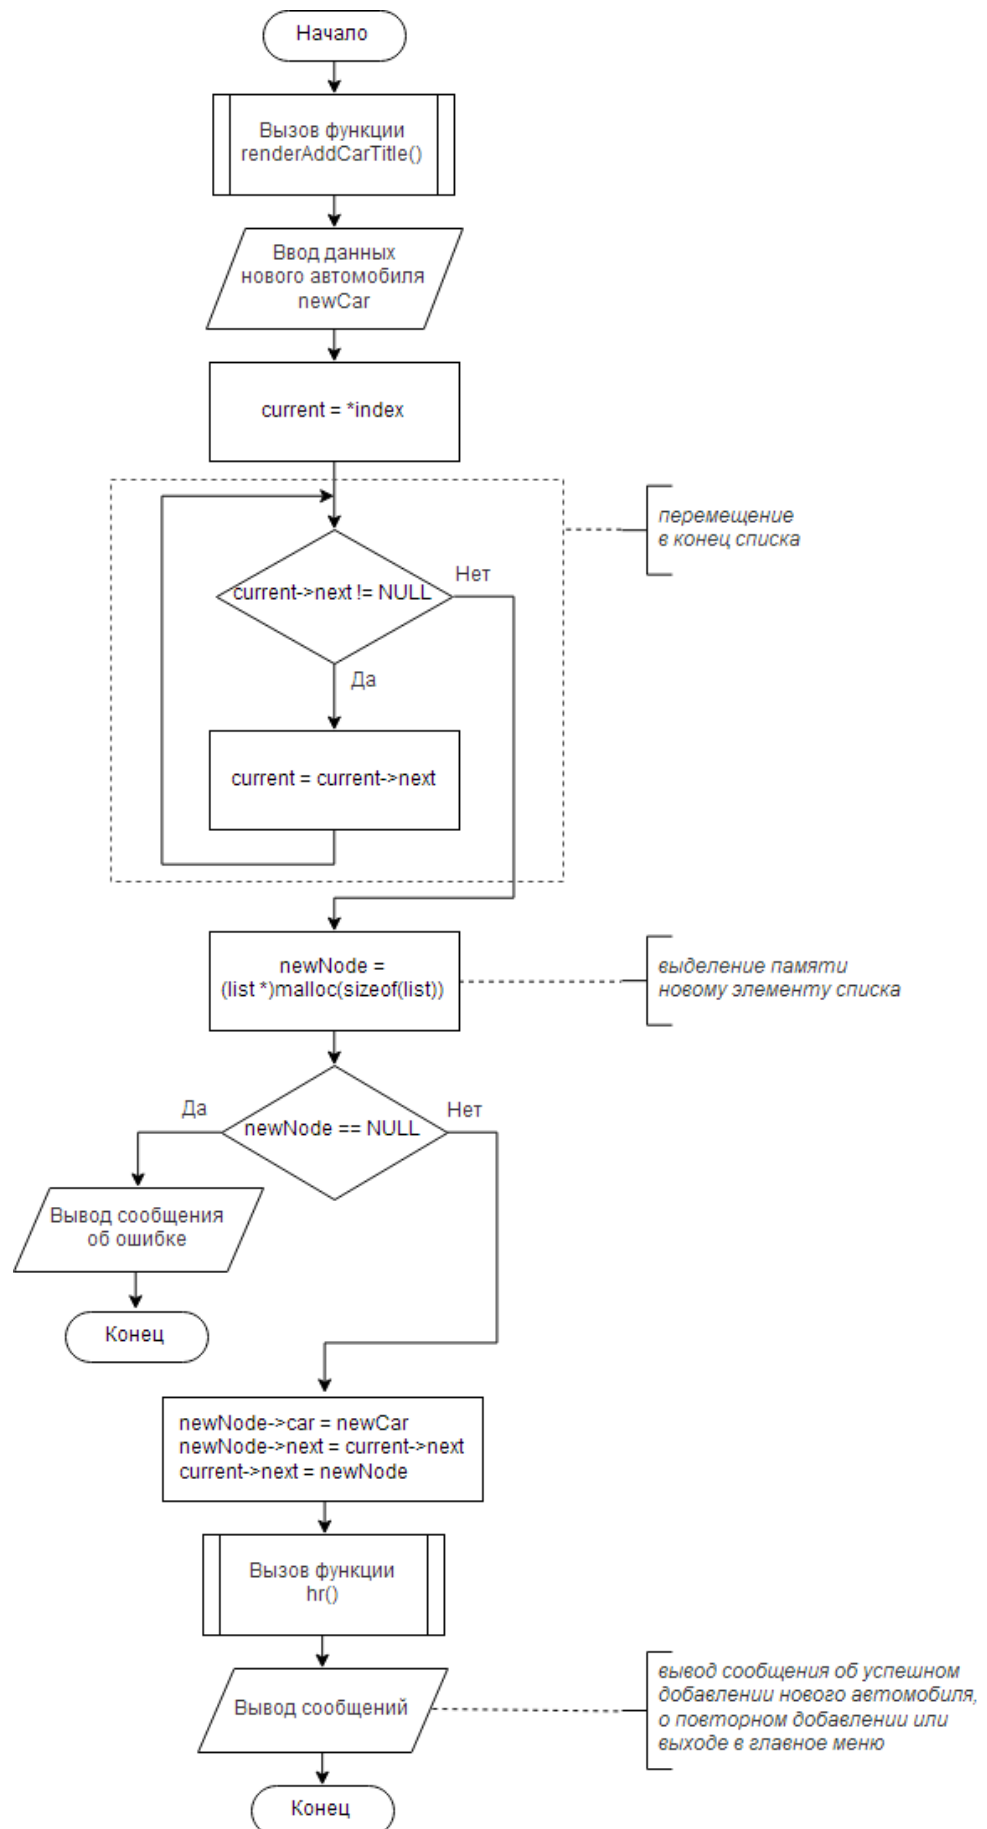 Начало
Вызов функции
renderAddCarTitle()
Ввод данных
нового автомобиля
newCar
current = *index
перемещение
в конец списка
current->next != NULL
Нет
Да
current = current->next
newNode =
(list *)malloc(sizeof(list))
выделение памяти
новому элементу списка
Да
newNode == NULL
Нет
Вывод сообщения
об ошибке
Конец
newNode->car = newCar
newNode->next = current->next
current->next = newNode
Вызов функции
hr()
Вывод сообщений
вывод сообщения об успешном
добавлении нового автомобиля,
о повторном добавлении или
выходе в главное меню
Конец